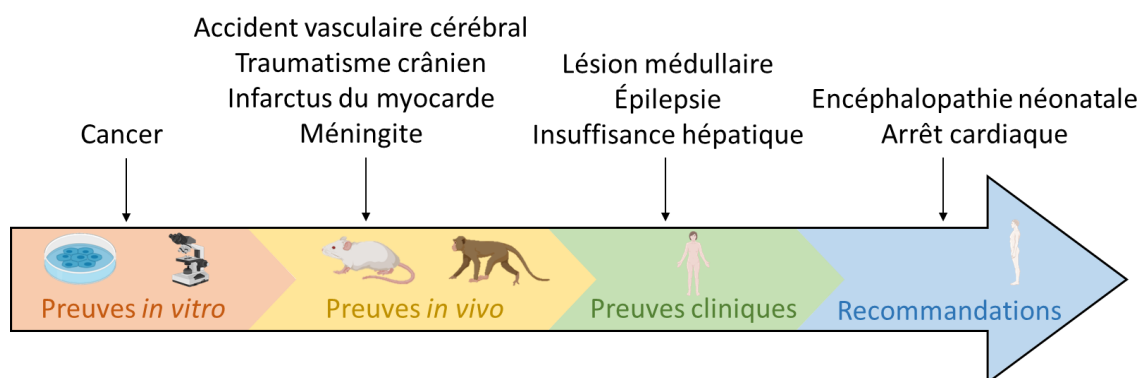 Cancer
Accident vasculaire cérébral
Traumatisme crânien
Infarctus du myocarde
Méningite
Lésion médullaire
Épilepsie
Insuffisance hépatique
Encéphalopathie néonatale
Arrêt cardiaque
Preuves in vitro
Preuves in vivo
Preuves cliniques
Recommandations